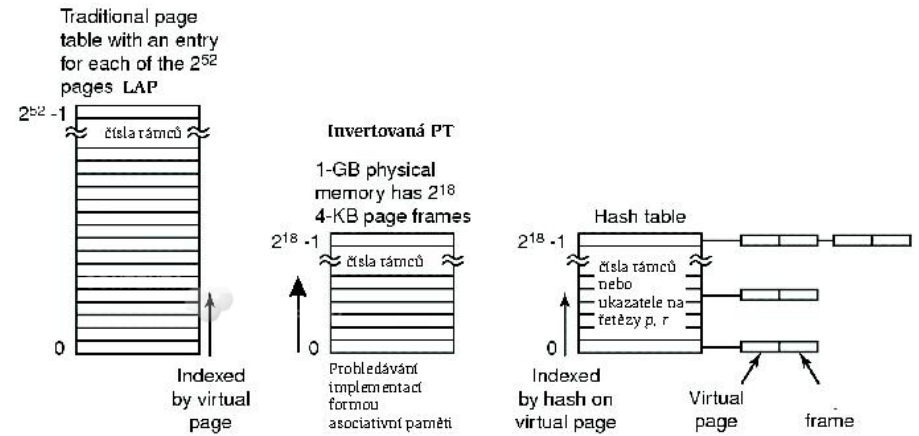 Traditional page
table with an entry
for each of the 2⁵²
pages LAP
2⁵² -1
čísla rámců
0
Indexed
by virtual
page
Invertovaná PT
1-GB physical
memory has 2¹⁸
4-KB page frames
2¹⁸ -1
čísla rámců
0
Prohledávání
implementací
formou
asociativní paměti
Hash table
2¹⁸ -1
čísla rámců
nebo
ukazatele na
řetězy p, r
0
Indexed
by hash on
virtual page
Virtual
page
frame